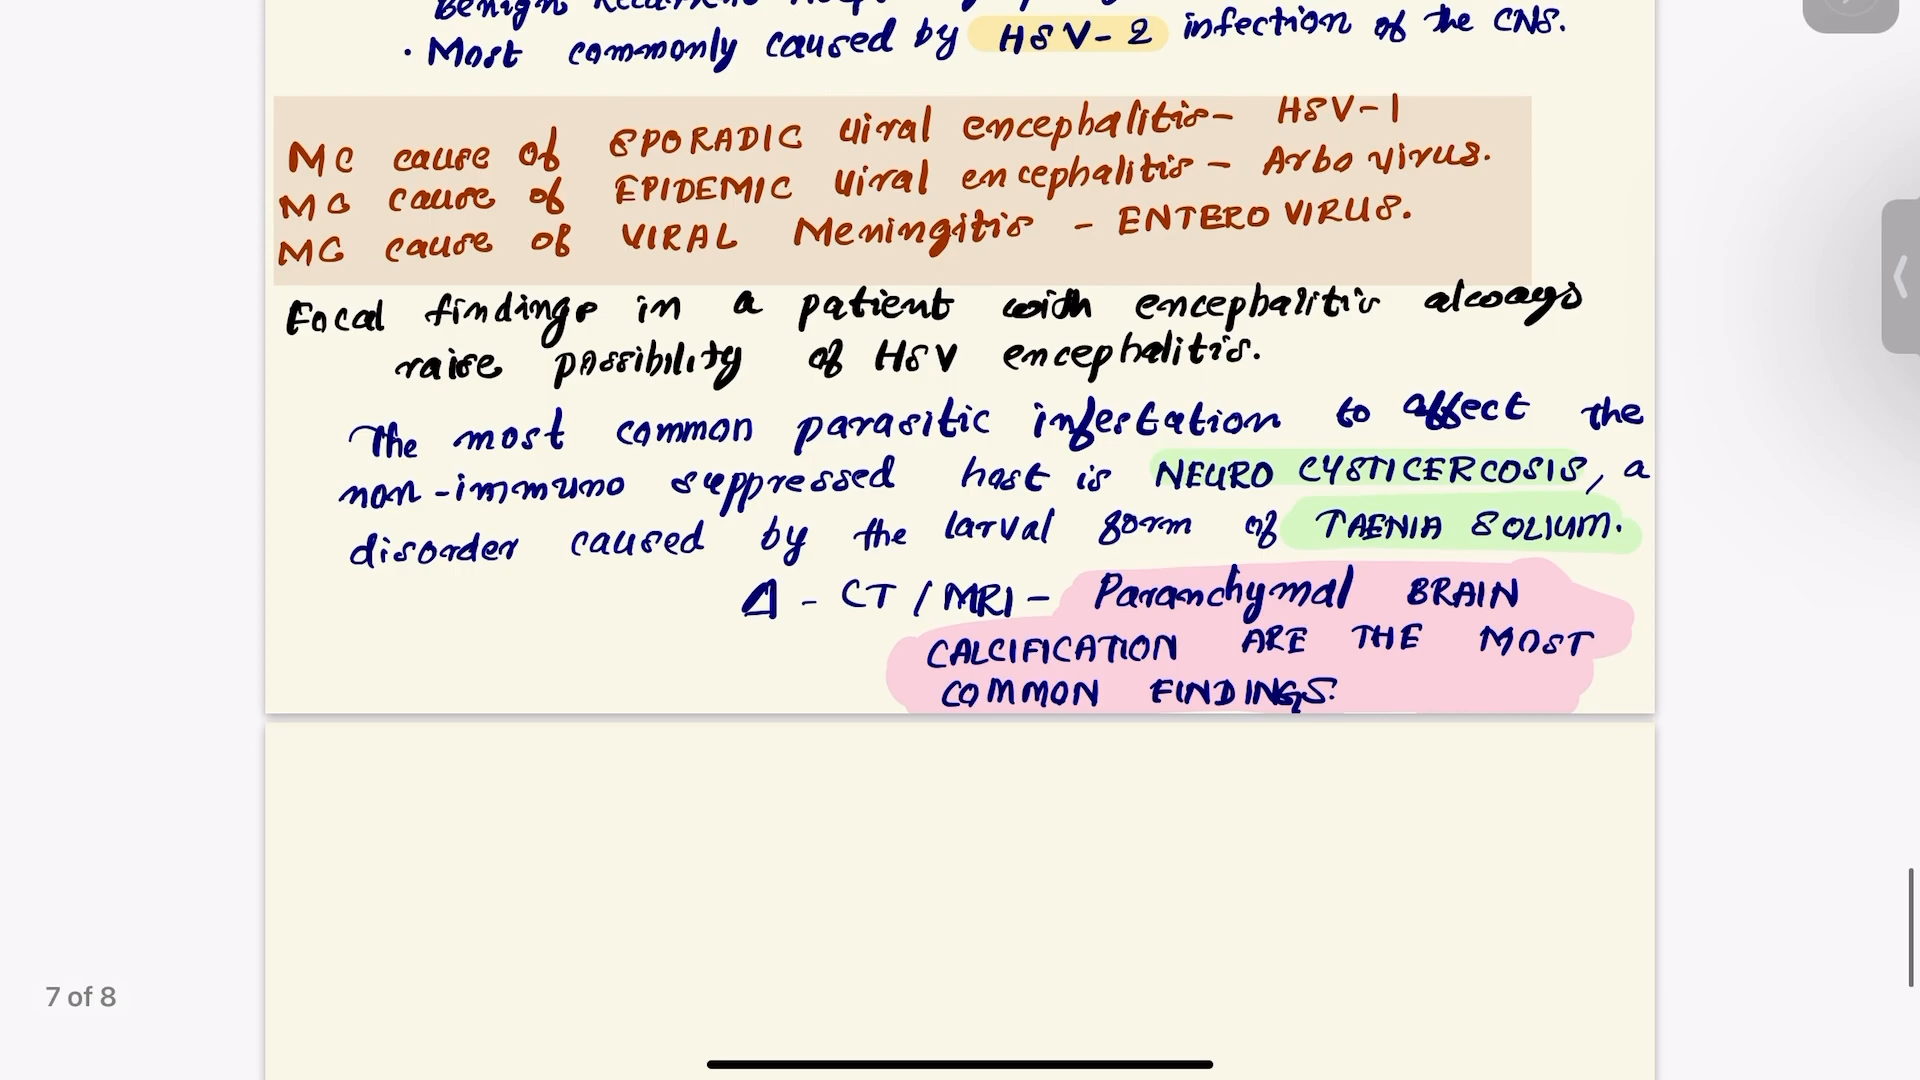 Benign
• Most commonly caused by HSV-2 infection of the CNS.
MC cause of SPORADIC viral encephalitis- HSV-1
MC cause of EPIDEMIC viral encephalitis - Arbo virus.
MC cause of VIRAL Meningitis - ENTERO VIRUS.
Focal findings in a patient with encephalitis always
raise possibility of HSV encephalitis.
The most common parasitic infestation to affect the
non-immuno suppressed host is NEURO CYSTICERCOSIS, a
disorder caused by the larval form of TAENIA SOLIUM.
Δ - CT / MRI - Paranchymal BRAIN
CALCIFICATION ARE THE MOST
COMMON FINDINGS.
7 of 8